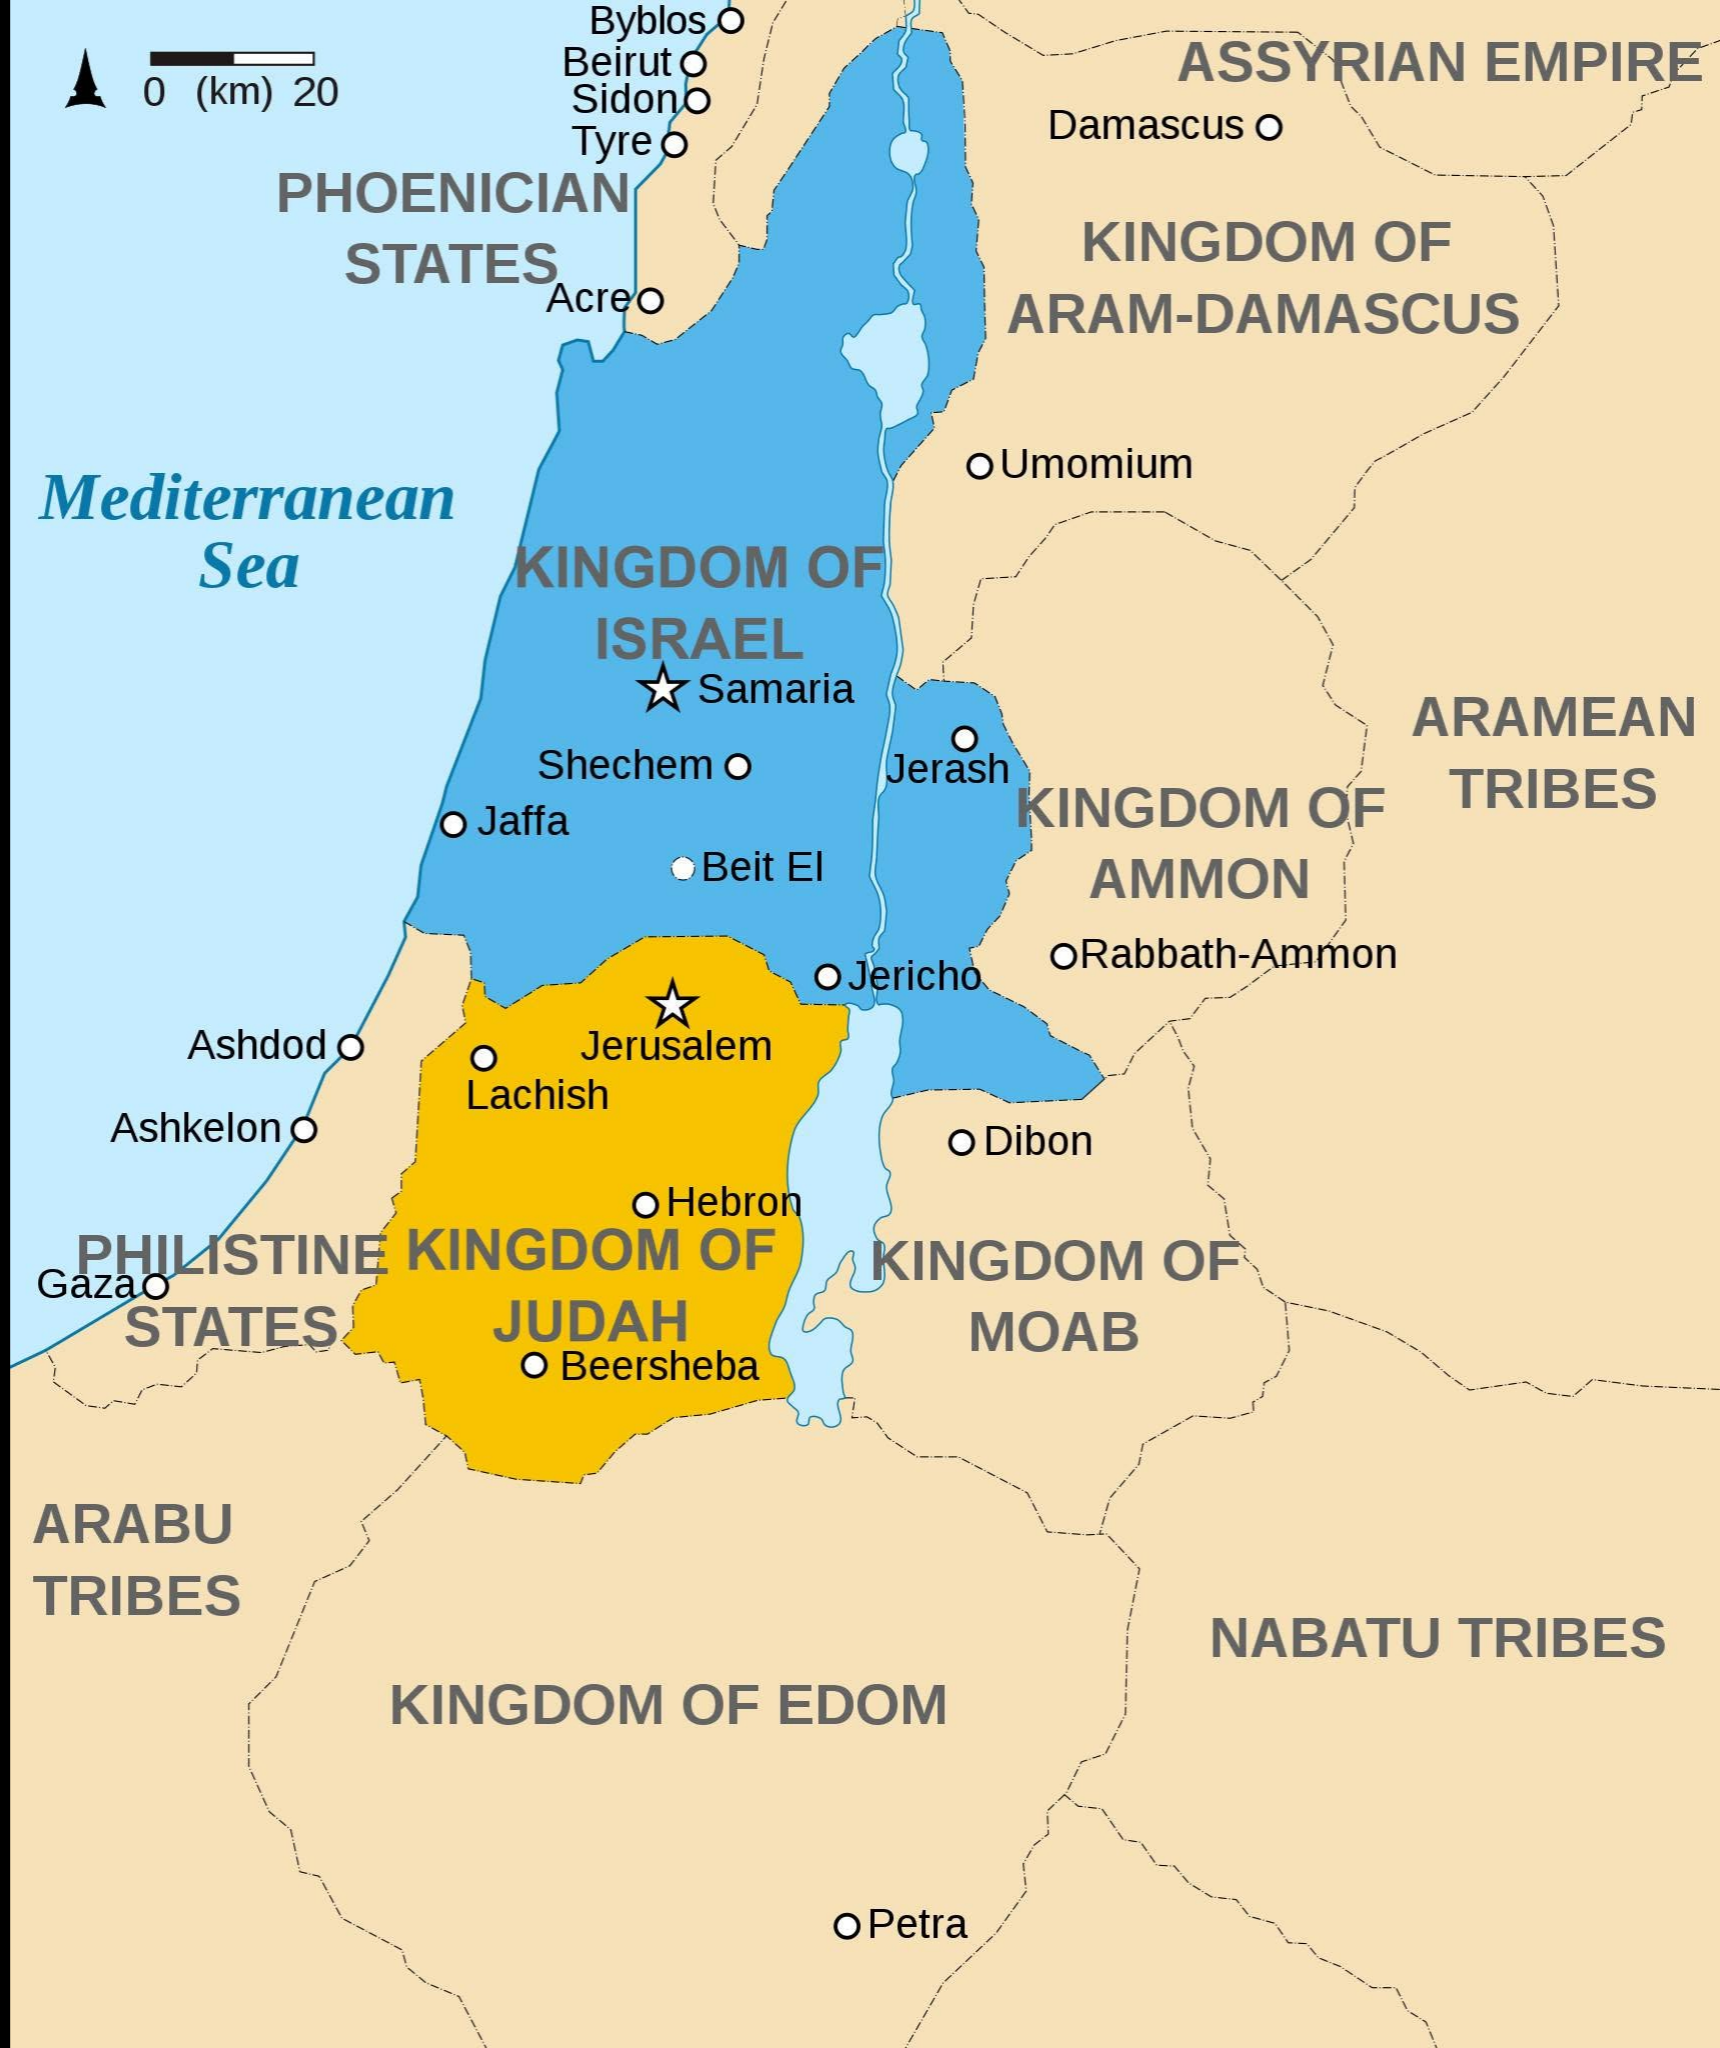 Byblos
Beirut
Sidon
Tyre
0 (km) 20
ASSYRIAN EMPIRE
Damascus
PHOENICIAN
STATES
KINGDOM OF
ARAM-DAMASCUS
Acre
Umomium
Mediterranean
Sea
KINGDOM OF
ISRAEL
Samaria
Shechem
Jerash
Jaffa
Beit El
KINGDOM OF
AMMON
ARAMEAN
TRIBES
Rabbath-Ammon
Jericho
Jerusalem
Ashdod
Lachish
Ashkelon
Dibon
Hebron
PHILISTINE
STATES
Gaza
KINGDOM OF
JUDAH
Beersheba
KINGDOM OF
MOAB
ARABU
TRIBES
NABATU TRIBES
KINGDOM OF EDOM
Petra